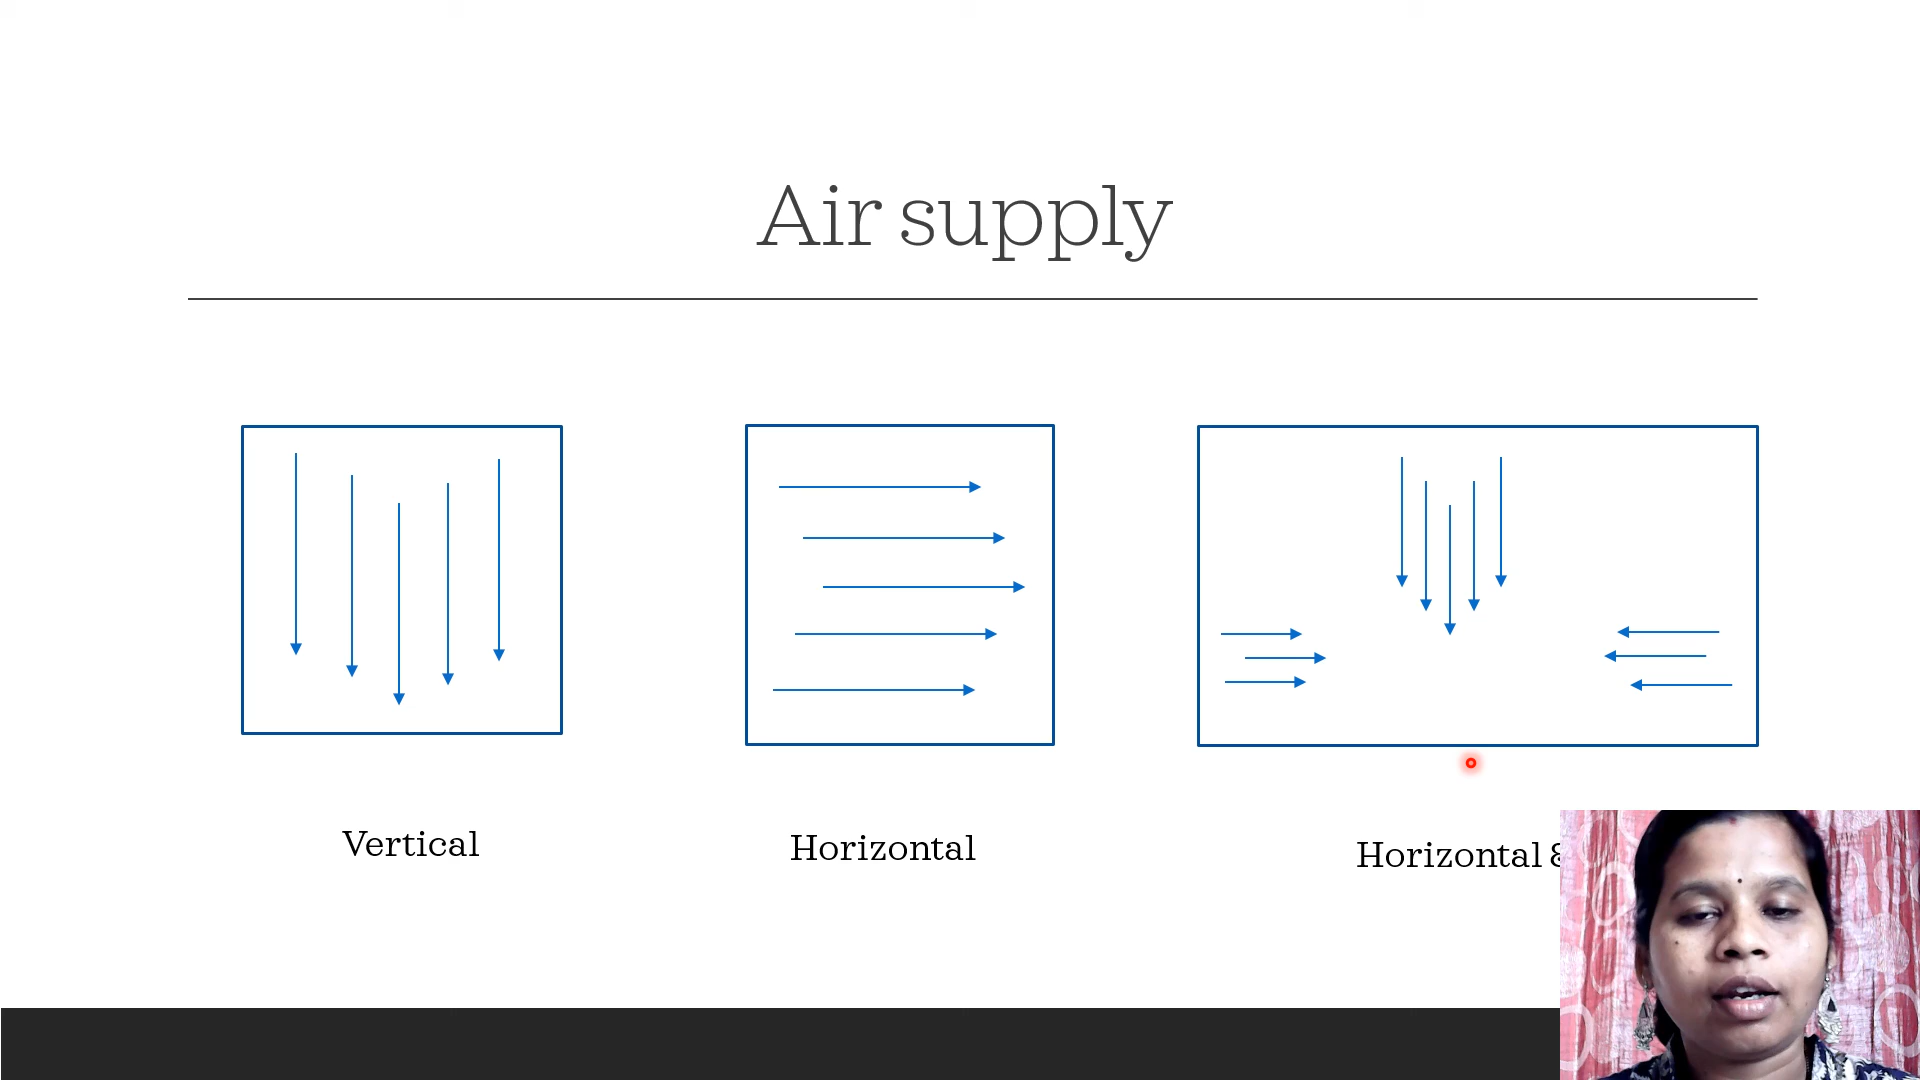 Air supply
Vertical
Horizontal
Horizontal &